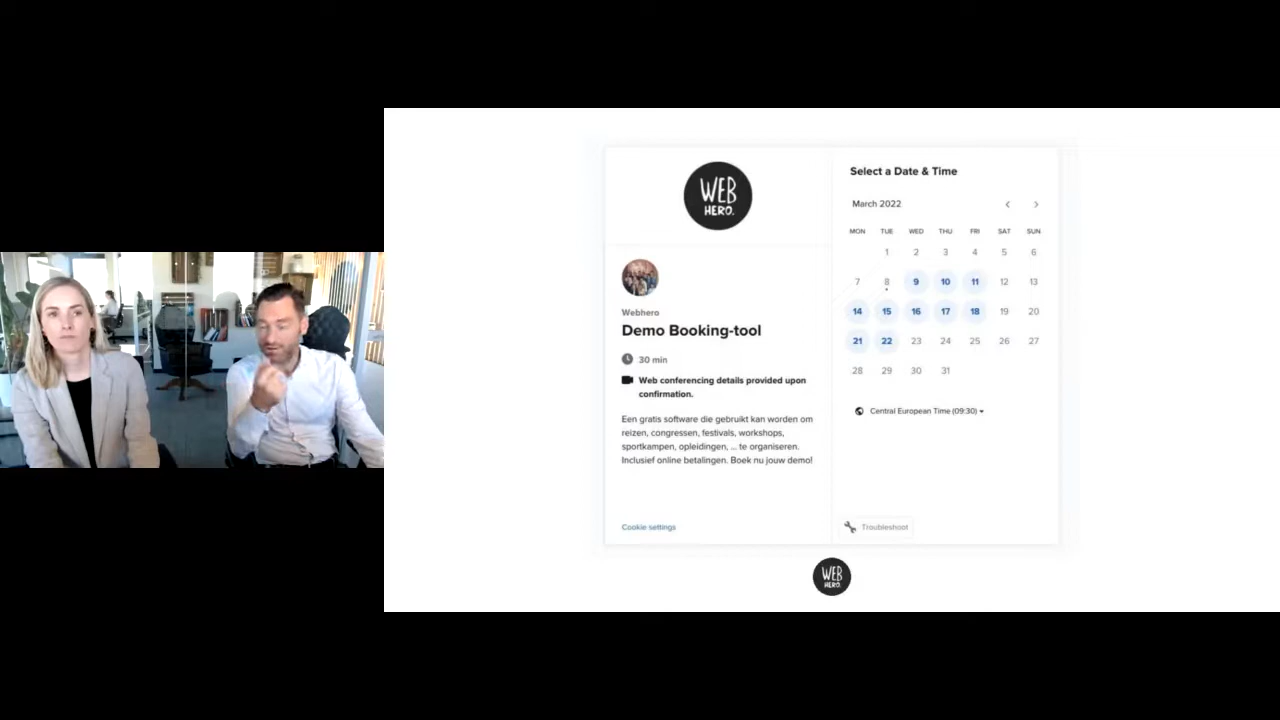 WEB
HERO.
Webhero
Demo Booking-tool
30 min
Web conferencing details provided upon
confirmation.
Een gratis software die gebruikt kan worden om
reizen, congressen, festivals, workshops,
sportkampen, opleidingen, ... te organiseren.
Inclusief online betalingen. Boek nu jouw demo!
Cookie settings
Select a Date & Time
March 2022
MON TUE WED THU FRI SAT SUN
1 2 3 4 5 6
7 8 9 10 11 12 13
14 15 16 17 18 19 20
21 22 23 24 25 26 27
28 29 30 31
Central European Time (09:30)
Troubleshoot
WEB
HERO.